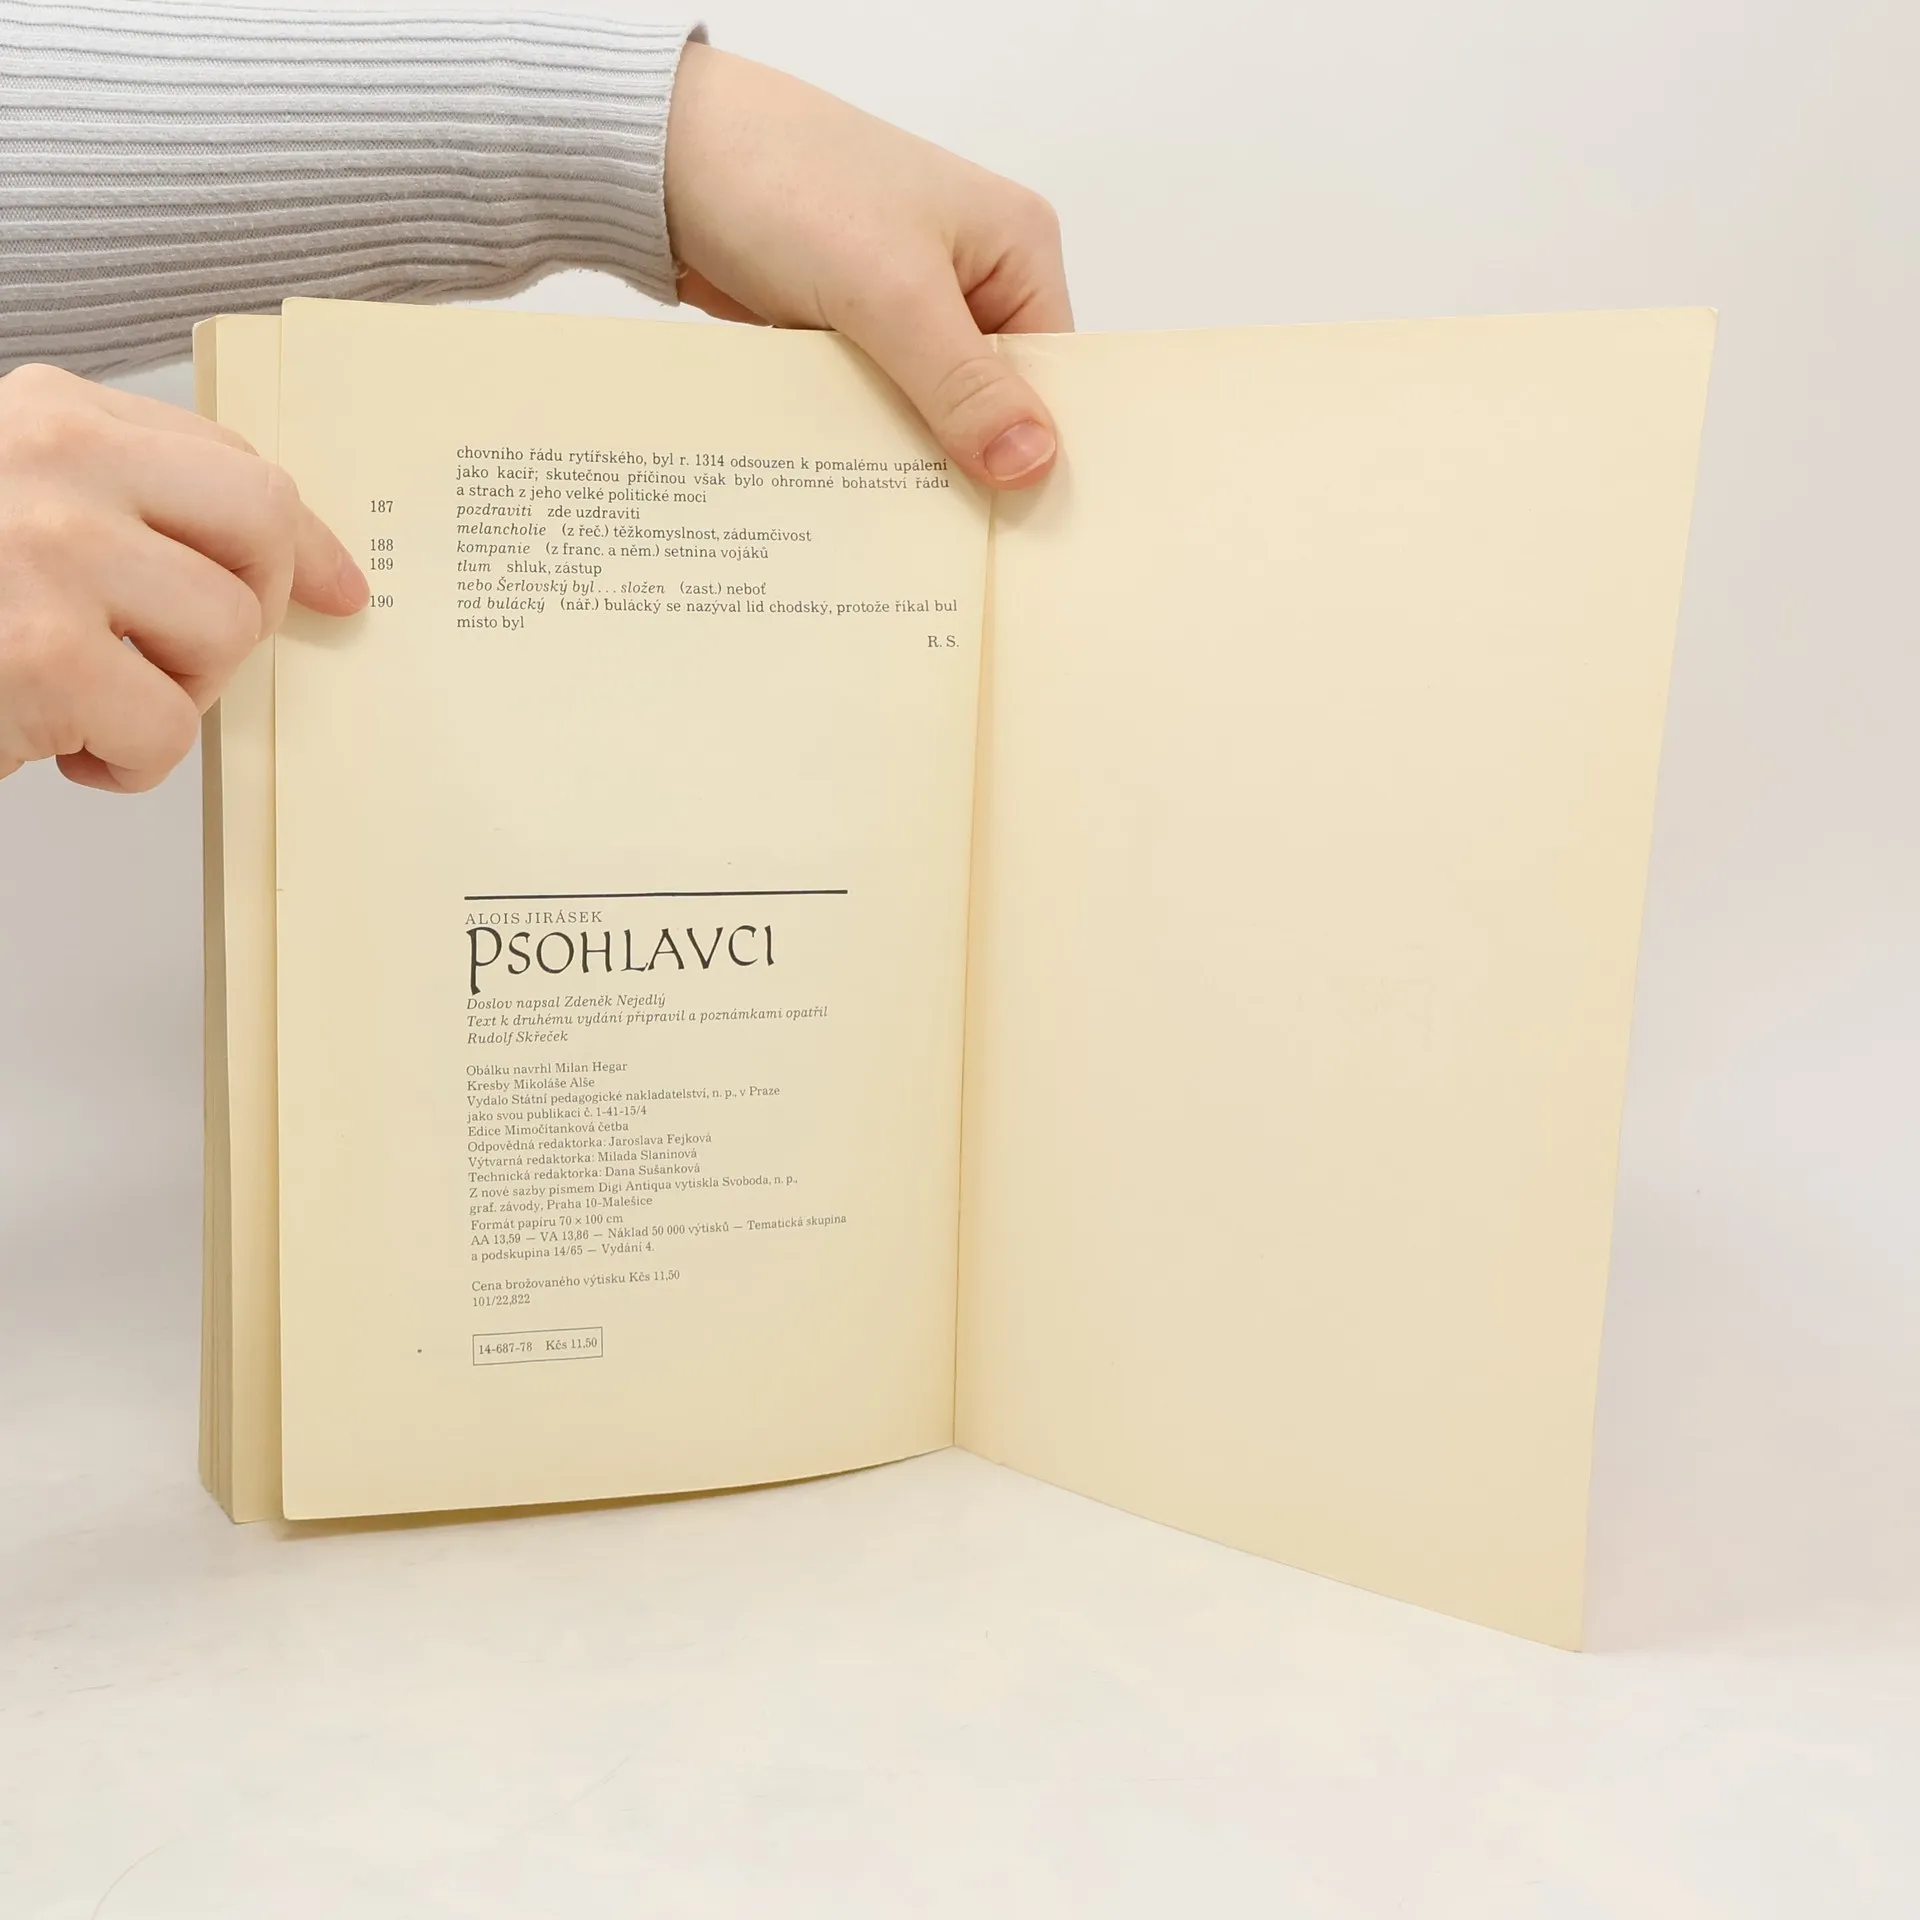 chovního řádu rytířského, byl r. 1314 odsouzen k pomalému upálení
jako kacíř; skutečnou příčinou však bylo ohromné bohatství řádu
a strach z jeho velké politické moci
187 pozdraviti zde uzdraviti
melancholie (z řeč.) těžkomyslnost, zádumčivost
188 kompanie (z franc. a něm.) setnina vojáků
189 tlum shluk, zástup
nebo Šerlovský byl... složen (zast.) neboť
190 rod bulácký (nář.) bulácký se nazýval lid chodský, protože říkal bul
místo byl
R. S.
ALOIS JIRÁSEK
PSOHLAVCI
Doslov napsal Zdeněk Nejedlý
Text k druhému vydání připravil a poznámkami opatřil
Rudolf Skřeček
Obálku navrhl Milan Hegar
Kresby Mikoláše Alše
Vydalo Státní pedagogické nakladatelství, n. p., v Praze
jako svou publikaci č. 1-41-15/4
Edice Mimočítanková četba
Odpovědná redaktorka: Jaroslava Fejková
Výtvarná redaktorka: Milada Slaninová
Technická redaktorka: Dana Sušanková
Z nové sazby písmem Digi Antiqua vytiskla Svoboda, n. p.,
graf. závody, Praha 10-Malešice
Formát papíru 70 × 100 cm
AA 13,59 — VA 13,86 — Náklad 50 000 výtisků — Tematická skupina
a podskupina 14/65 — Vydání 4.
Cena brožovaného výtisku Kčs 11,50
101/22,822
14-687-78 Kčs 11,50